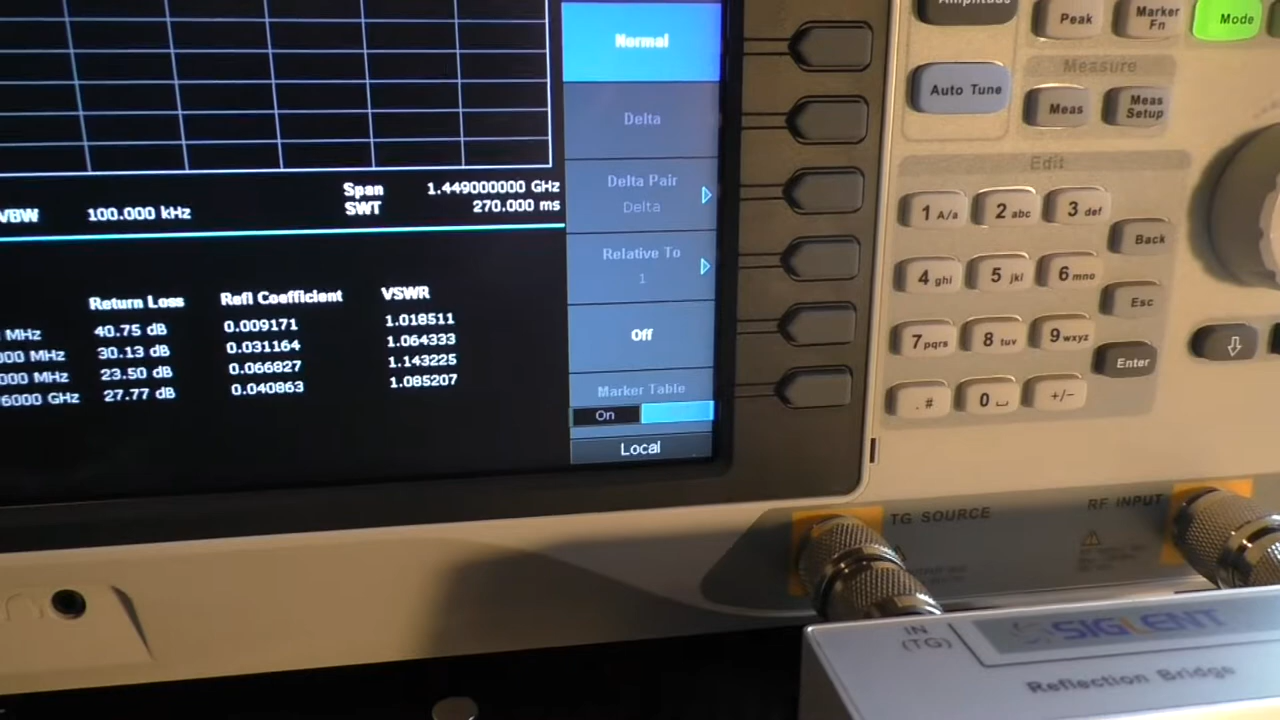 Normal
Delta
Delta Pair
Delta
Relative To
1
Off
Marker Table
On
Local
Span 1.449000000 GHz
VBW 100.000 kHz
SWT 270.000 ms
Return Loss Refl Coefficient VSWR
MHz 40.75 dB 0.009171 1.018511
000 MHz 30.13 dB 0.031164 1.064333
000 MHz 23.50 dB 0.066827 1.143225
6000 GHz 27.77 dB 0.040863 1.085207
Amplitude
Peak
Marker
Fn
Mode
Auto Tune
Measure
Meas
Meas
Setup
Edit
1 A/a
2 abc
3 def
Back
4 ghi
5 jkl
6 mno
Esc
7 pqrs
8 tuv
9 wxyz
Enter
. #
0
+/-
TG SOURCE
RF INPUT
IN
(TG)
SIGLENT
Reflection Bridge